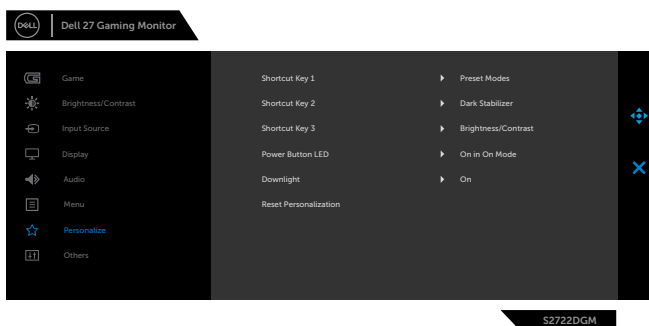 DELL
Dell 27 Gaming Monitor
Game
Shortcut Key 1 Preset Modes
Brightness/Contrast
Shortcut Key 2 Dark Stabilizer
Input Source
Shortcut Key 3 Brightness/Contrast
Display
Power Button LED On in On Mode
Audio
Downlight On
Menu
Reset Personalization
Personalize
Others
S2722DGM